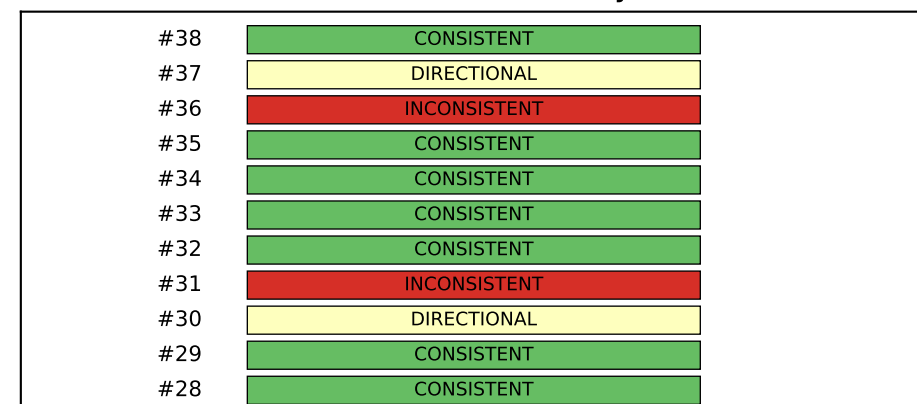 #38 CONSISTENT
#37 DIRECTIONAL
#36 INCONSISTENT
#35 CONSISTENT
#34 CONSISTENT
#33 CONSISTENT
#32 CONSISTENT
#31 INCONSISTENT
#30 DIRECTIONAL
#29 CONSISTENT
#28 CONSISTENT